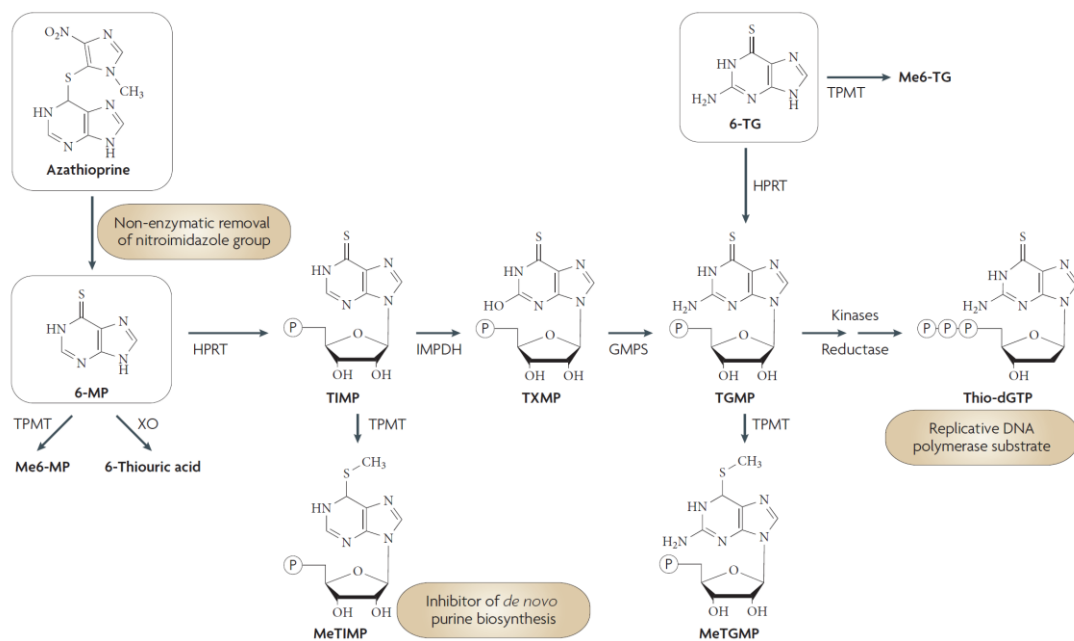 O₂N
N
S
N
CH₃
HN
N
N
N
H
Azathioprine
S
HN
N
H₂N
N
N
H
6-TG
TPMT
Me6-TG
HPRT
Non-enzymatic removal
of nitroimidazole group
S
HN
N
N
N
H
6-MP
HPRT
S
HN
N
N
N
P
O
OH
OH
TIMP
IMPDH
S
HN
N
HO
N
N
P
O
OH
OH
TXMP
GMPS
S
HN
N
H₂N
N
N
P
O
OH
OH
TGMP
Kinases
Reductase
S
HN
N
H₂N
N
N
P P P
O
OH
Thio-dGTP
Replicative DNA
polymerase substrate
TPMT
XO
Me6-MP
6-Thiouric acid
TPMT
S
CH₃
HN
N
N
N
P
O
OH
OH
MeTIMP
Inhibitor of de novo
purine biosynthesis
TPMT
S
CH₃
HN
N
H₂N
N
N
P
O
OH
OH
MeTGMP